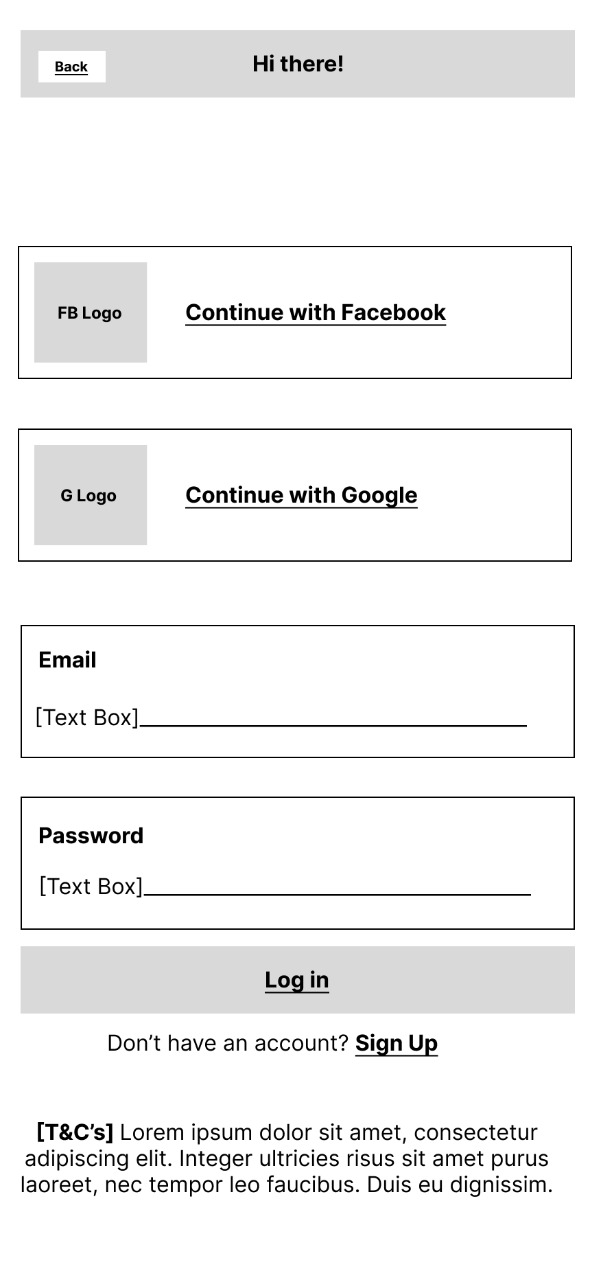 Back
Hi there!
FB Logo
Continue with Facebook
G Logo
Continue with Google
Email
[Text Box]
Password
[Text Box]
Log in
Don’t have an account? Sign Up
[T&C’s] Lorem ipsum dolor sit amet, consectetur
adipiscing elit. Integer ultricies risus sit amet purus
laoreet, nec tempor leo faucibus. Duis eu dignissim.